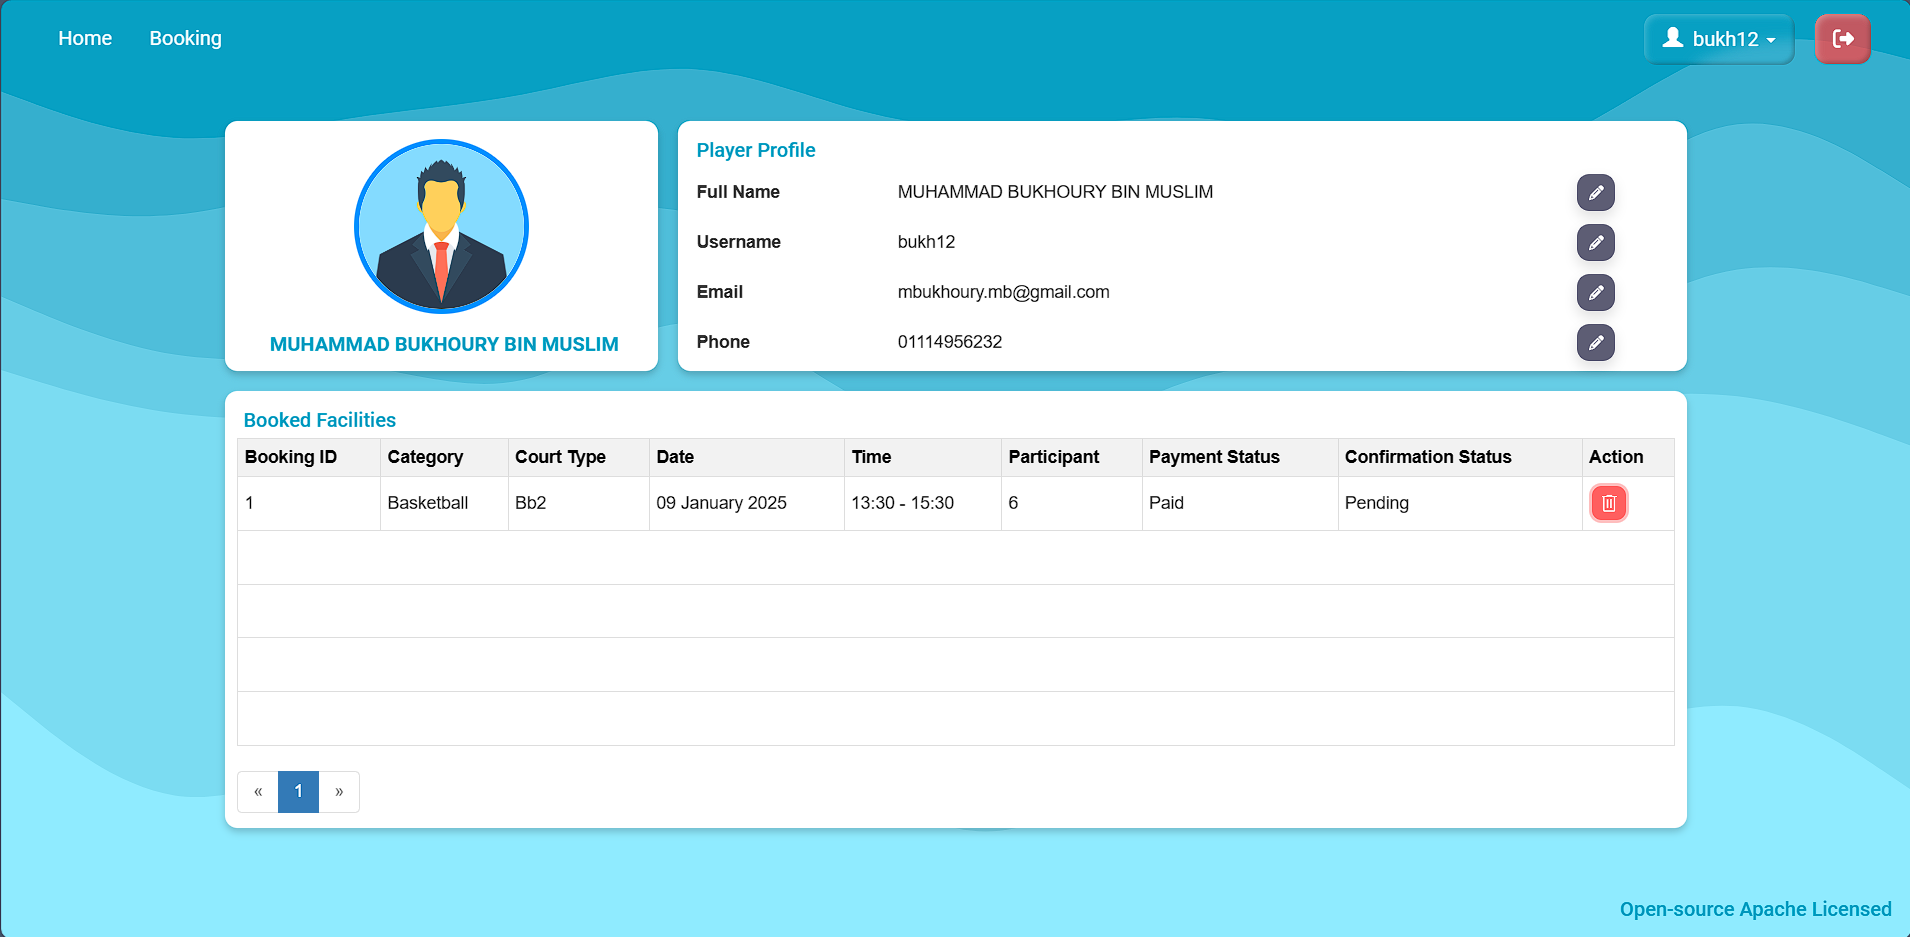 Home Booking bukh12
Player Profile
Full Name MUHAMMAD BUKHOURY BIN MUSLIM
Username bukh12
Email mbukhoury.mb@gmail.com
Phone 01114956232
MUHAMMAD BUKHOURY BIN MUSLIM
Booked Facilities
Booking ID Category Court Type Date Time Participant Payment Status Confirmation Status Action
1 Basketball Bb2 09 January 2025 13:30 - 15:30 6 Paid Pending
« 1 »
Open-source Apache Licensed